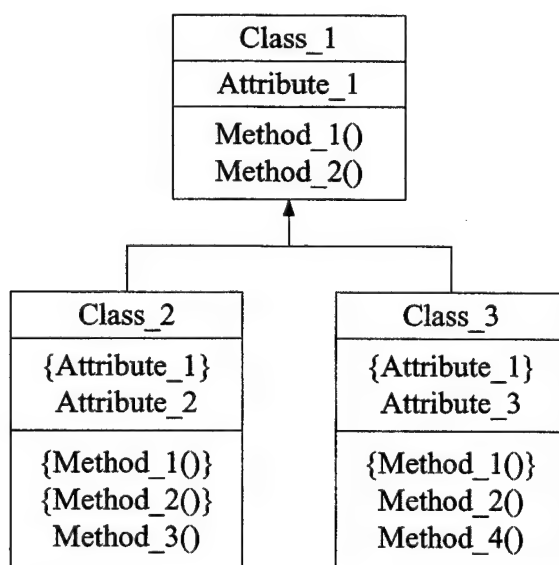 Class_1
Attribute_1
Method_1()
Method_2()
Class_2
{Attribute_1}
Attribute_2
{Method_1()}
{Method_2()}
Method_3()
Class_3
{Attribute_1}
Attribute_3
{Method_1()}
Method_2()
Method_4()